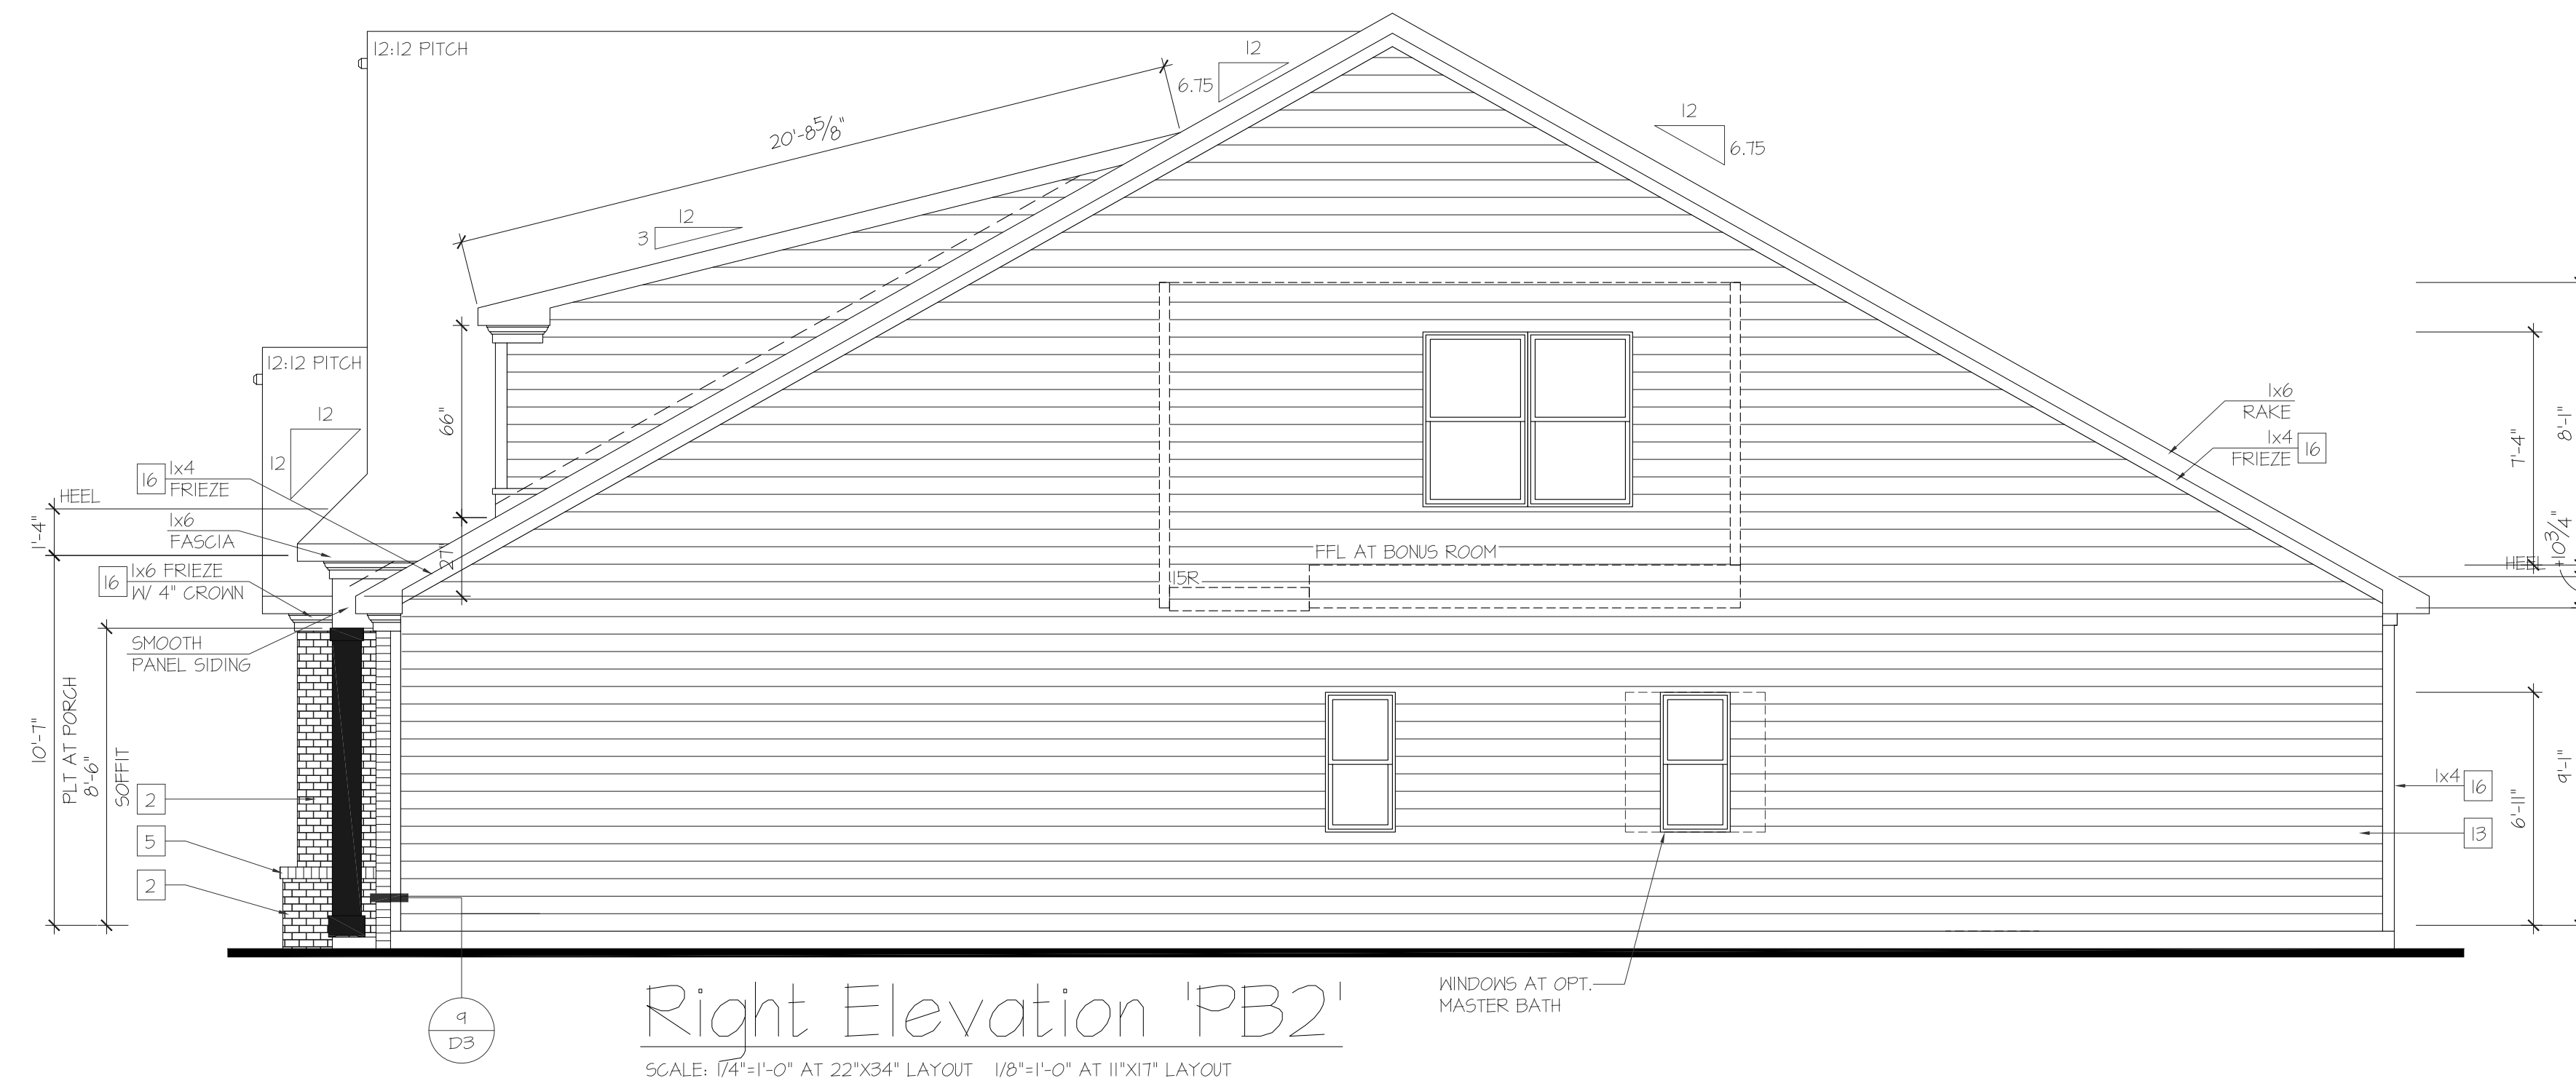 12:12 PITCH
12
6.75
12
6.75
20'-8⅝"
12
3
12:12 PITCH
12
12
66"
16
1x4
FRIEZE
HEEL
1'-4"
1x6
FASCIA
16
1x6 FRIEZE
W/ 4" CROWN
SMOOTH
PANEL SIDING
10'-7"
PLT AT PORCH
8'-6"
SOFFIT
2
5
2
FFL AT BONUS ROOM
15R
1x6
RAKE
1x4
FRIEZE
16
7'-4"
8'-1"
HEEL
+10¾"
1x4
16
13
6'-11"
9'-1"
WINDOWS AT OPT.
MASTER BATH
9
D3
Right Elevation 'PB2'
SCALE: 1/4"=1'-0" AT 22"X34" LAYOUT 1/8"=1'-0" AT 11"X17" LAYOUT